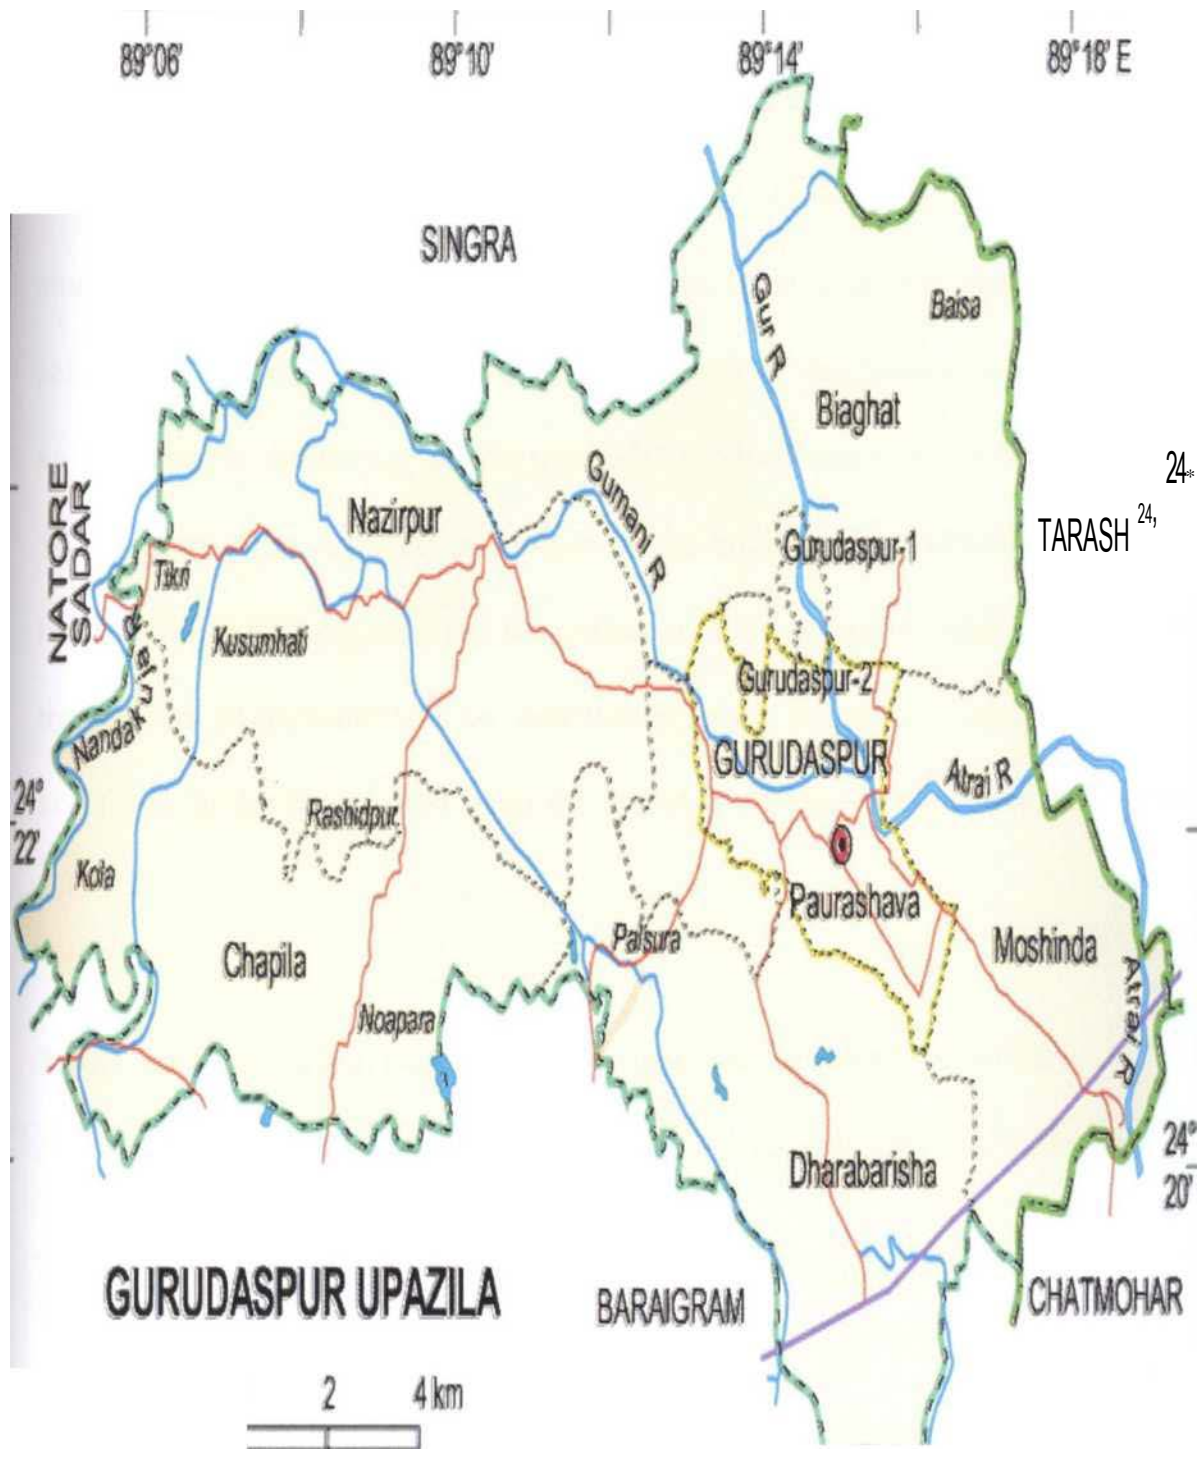 89°06'
89°10'
89°14'
89°18' E
SINGRA
Gur R
Baisa
Biaghat
NATORE
SADAR
Gumani R
24*
24,
TARASH
Nazirpur
Gurudaspur-1
Tikri
Kusumhati
Gurudaspur-2
Nandakuja R
GURUDASPUR
Atrai R
24°
22'
Rashidpur
Kola
Paurashava
Chapila
Palsura
Moshinda
Atrai R
Noapara
24°
20'
Dharabarisha
GURUDASPUR UPAZILA
BARAIGRAM
CHATMOHAR
2
4 km